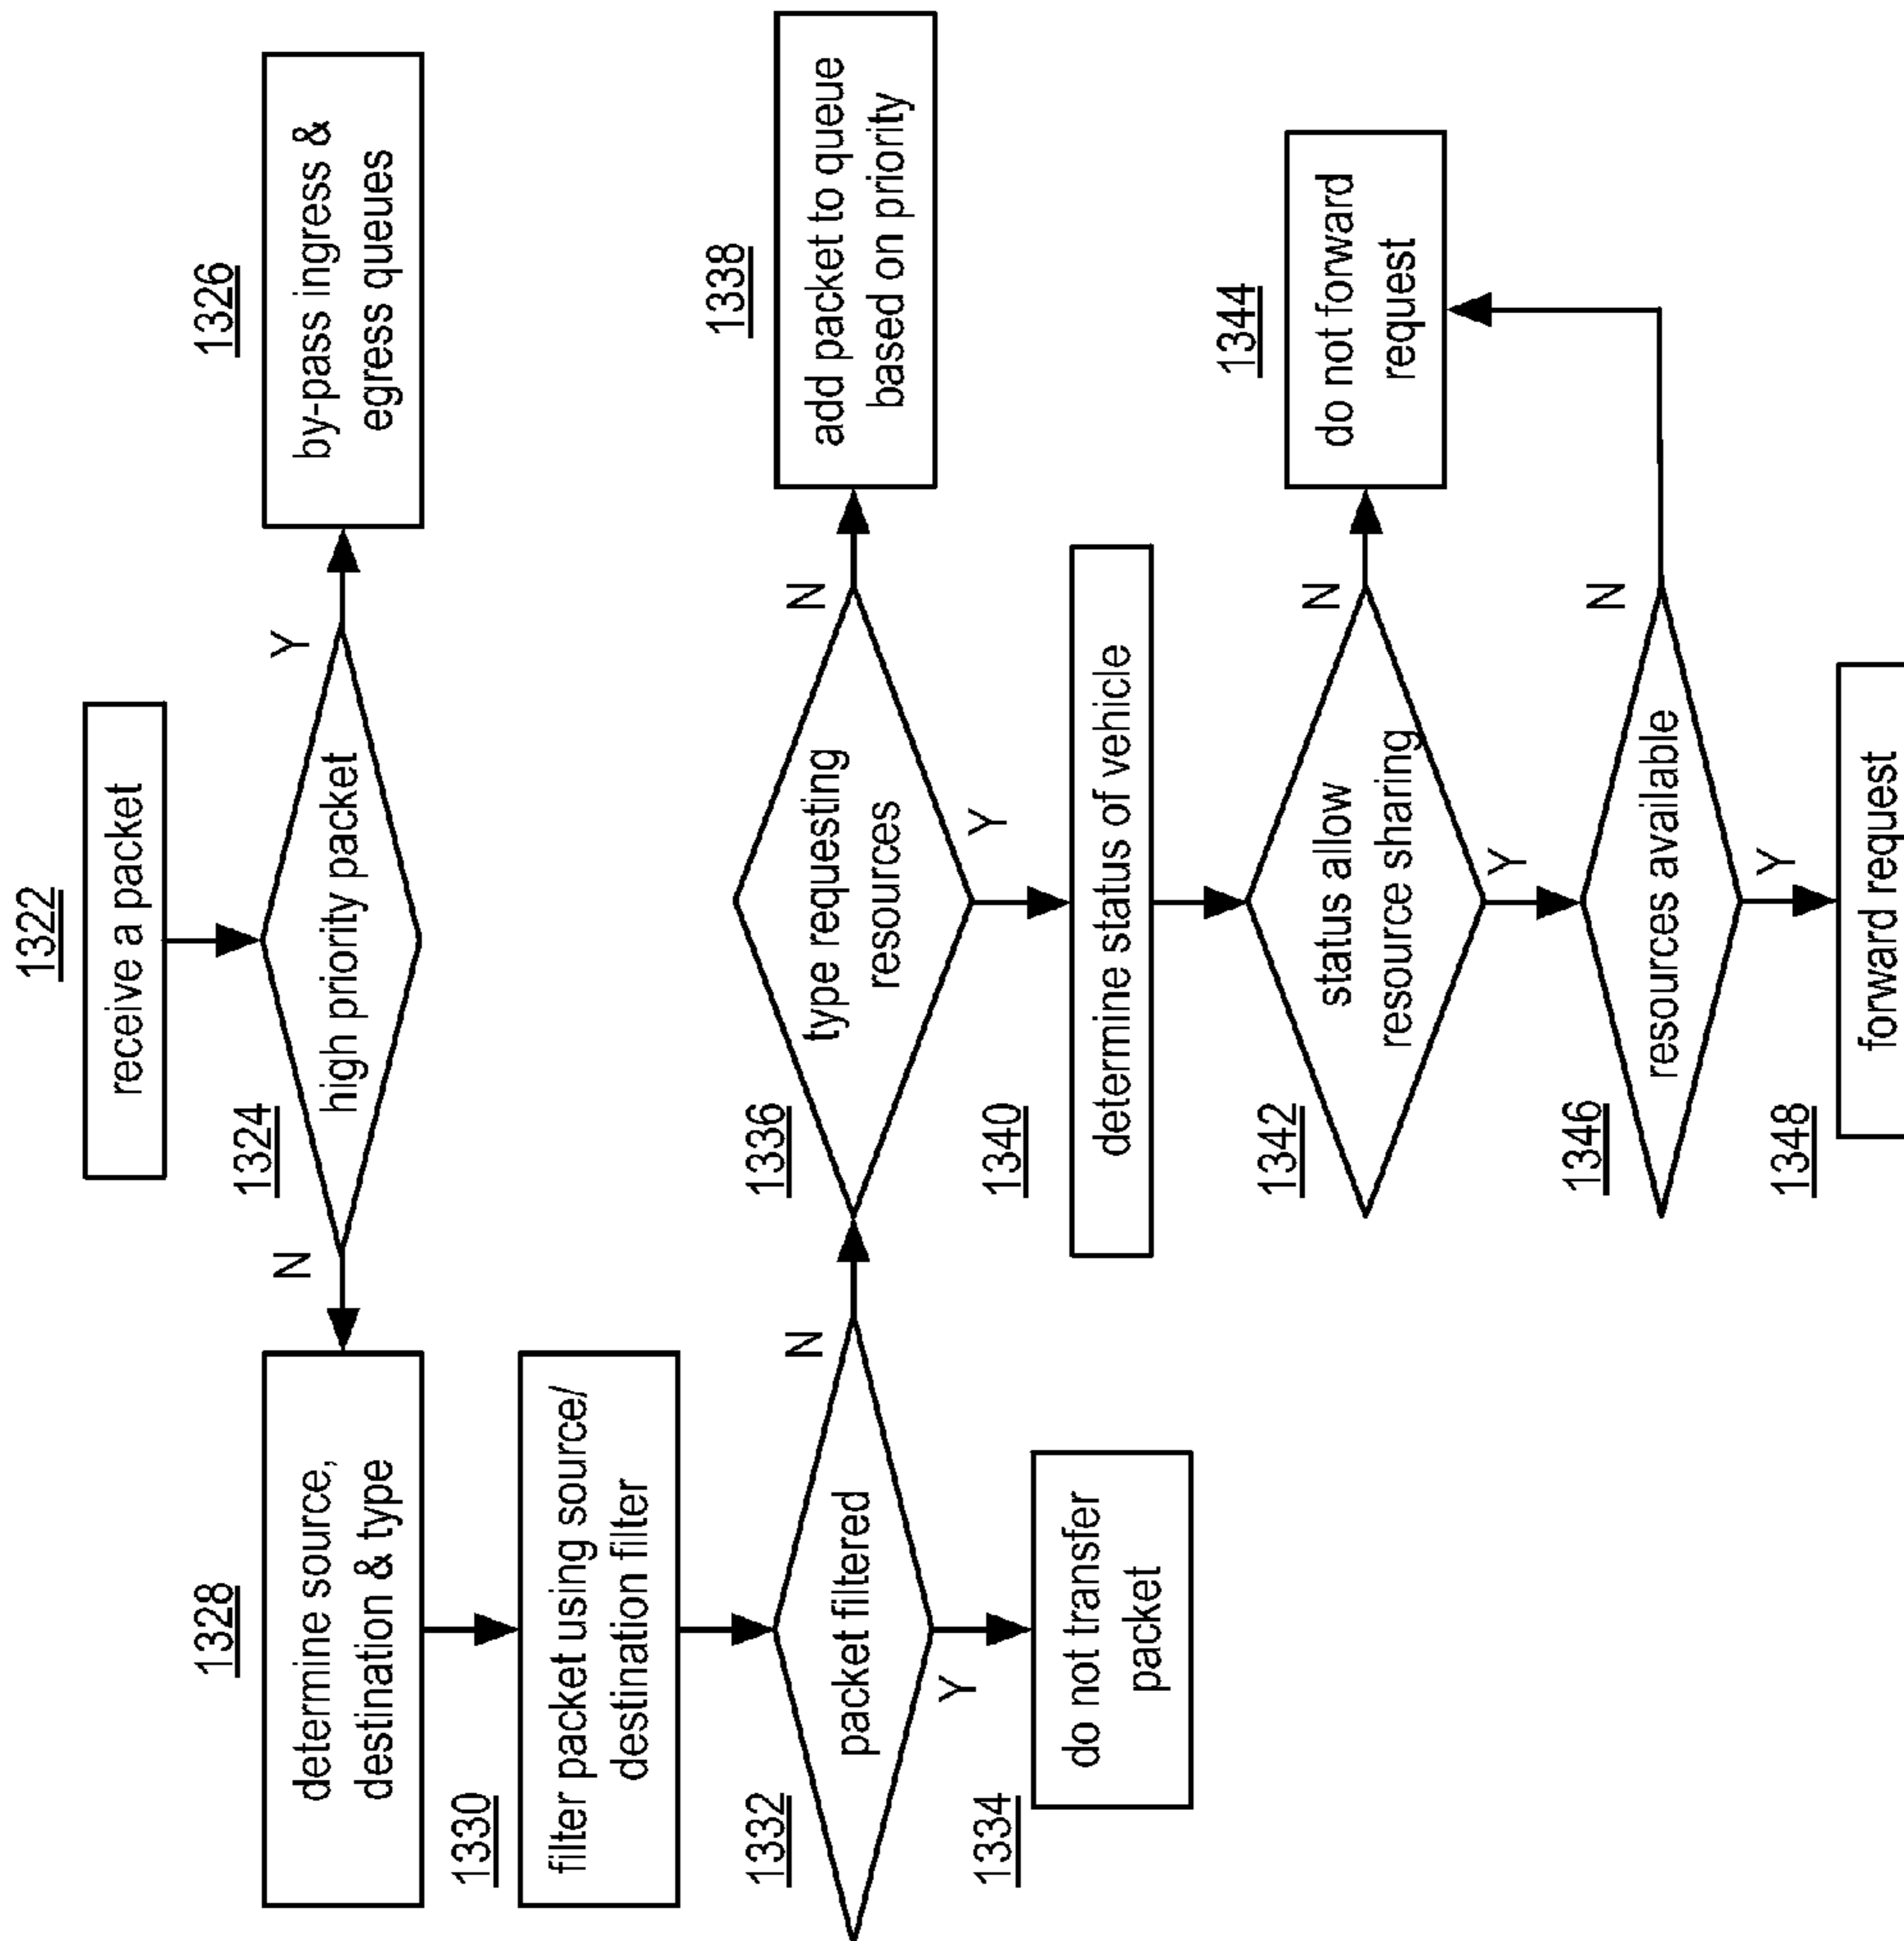 1322
receive a packet
1324
high priority packet
Y
N
1326
by-pass ingress &
egress queues
1328
determine source,
destination & type
1330
filter packet using source/
destination filter
1332
packet filtered
N
Y
1334
do not transfer
packet
1336
type requesting
resources
N
Y
1338
add packet to queue
based on priority
1340
determine status of vehicle
1342
status allow
resource sharing
N
Y
1344
do not forward
request
1346
resources available
N
Y
1348
forward request